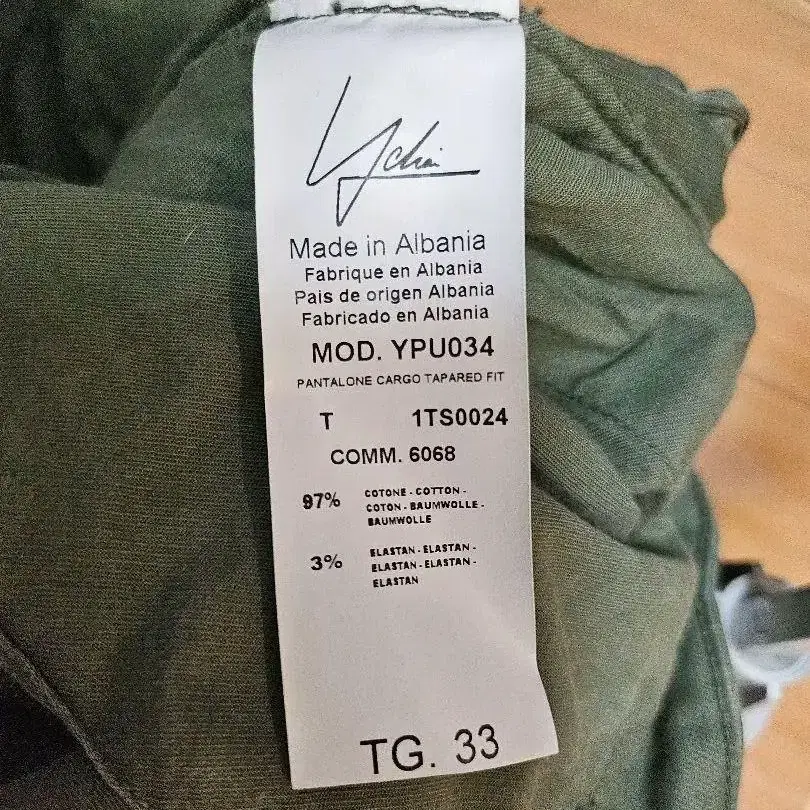 Ychai
Made in Albania
Fabrique en Albania
Pais de origen Albania
Fabricado en Albania
MOD. YPU034
PANTALONE CARGO TAPARED FIT
T 1TS0024
COMM. 6068
97% COTONE - COTTON -
COTON - BAUMWOLLE -
BAUMWOLLE
3% ELASTAN - ELASTAN -
ELASTAN - ELASTAN -
ELASTAN
TG. 33